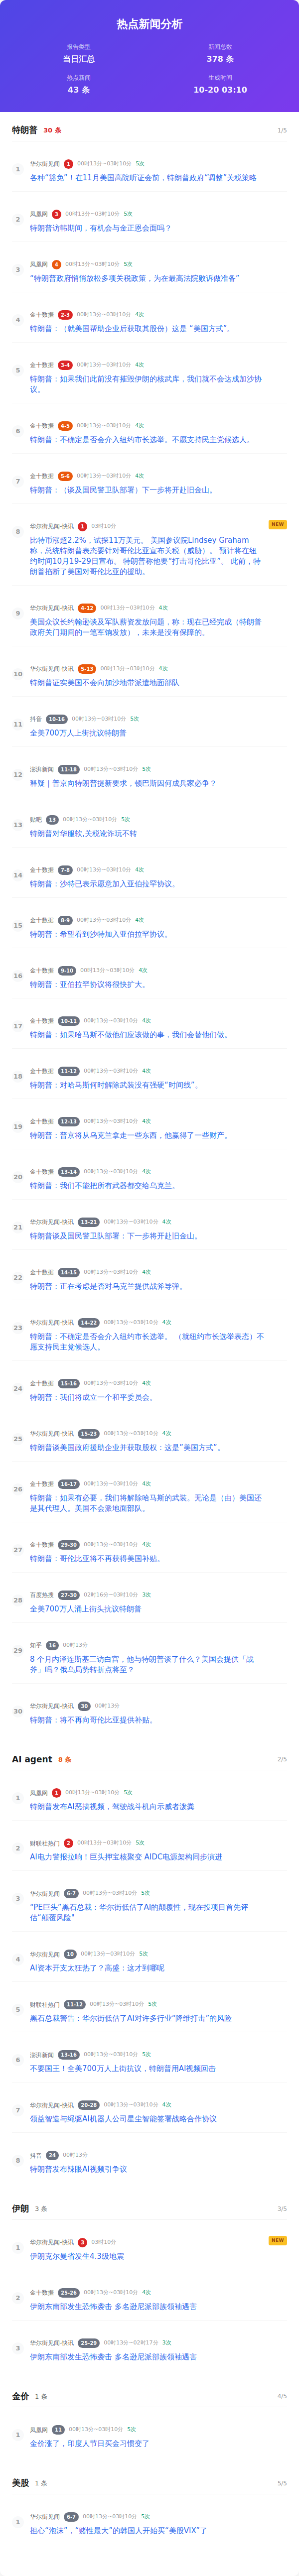 热点新闻分析
报告类型
当日汇总
新闻总数
378 条
热点新闻
43 条
生成时间
10-20 03:10
特朗普 30 条 1/5
1 华尔街见闻 1 00时13分~03时10分 5次
各种“豁免”！在11月美国高院听证会前，特朗普政府“调整”关税策略
2 凤凰网 3 00时13分~03时10分 5次
特朗普访韩期间，有机会与金正恩会面吗？
3 凤凰网 4 00时13分~03时10分 5次
“特朗普政府悄悄放松多项关税政策，为在最高法院败诉做准备”
4 金十数据 2-3 00时13分~03时10分 4次
特朗普：（就美国帮助企业后获取其股份）这是 “美国方式”。
5 金十数据 3-4 00时13分~03时10分 4次
特朗普：如果我们此前没有摧毁伊朗的核武库，我们就不会达成加沙协
议。
6 金十数据 4-5 00时13分~03时10分 4次
特朗普：不确定是否会介入纽约市长选举。不愿支持民主党候选人。
7 金十数据 5-6 00时13分~03时10分 4次
特朗普：（谈及国民警卫队部署）下一步将开赴旧金山。
8 华尔街见闻-快讯 1 03时10分 NEW
比特币涨超2.2%，试探11万美元。 美国参议院Lindsey Graham
称，总统特朗普表态要针对哥伦比亚宣布关税（威胁）。 预计将在纽
约时间10月19-29日宣布。 特朗普称他要“打击哥伦比亚”。 此前，特
朗普掐断了美国对哥伦比亚的援助。
9 华尔街见闻-快讯 4-12 00时13分~03时10分 4次
美国众议长约翰逊谈及军队薪资发放问题，称：现在已经完成（特朗普
政府关门期间的一笔军饷发放），未来是没有保障的。
10 华尔街见闻-快讯 5-13 00时13分~03时10分 4次
特朗普证实美国不会向加沙地带派遣地面部队
11 抖音 10-16 00时13分~03时10分 5次
全美700万人上街抗议特朗普
12 澎湃新闻 11-18 00时13分~03时10分 5次
释疑｜普京向特朗普提新要求，顿巴斯因何成兵家必争？
13 贴吧 13 00时13分~03时10分 5次
特朗普对华服软,关税讹诈玩不转
14 金十数据 7-8 00时13分~03时10分 4次
特朗普：沙特已表示愿意加入亚伯拉罕协议。
15 金十数据 8-9 00时13分~03时10分 4次
特朗普：希望看到沙特加入亚伯拉罕协议。
16 金十数据 9-10 00时13分~03时10分 4次
特朗普：亚伯拉罕协议将很快扩大。
17 金十数据 10-11 00时13分~03时10分 4次
特朗普：如果哈马斯不做他们应该做的事，我们会替他们做。
18 金十数据 11-12 00时13分~03时10分 4次
特朗普：对哈马斯何时解除武装没有强硬“时间线”。
19 金十数据 12-13 00时13分~03时10分 4次
特朗普：普京将从乌克兰拿走一些东西，他赢得了一些财产。
20 金十数据 13-14 00时13分~03时10分 4次
特朗普：我们不能把所有武器都交给乌克兰。
21 华尔街见闻-快讯 13-21 00时13分~03时10分 4次
特朗普谈及国民警卫队部署：下一步将开赴旧金山。
22 金十数据 14-15 00时13分~03时10分 4次
特朗普：正在考虑是否对乌克兰提供战斧导弹。
23 华尔街见闻-快讯 14-22 00时13分~03时10分 4次
特朗普：不确定是否会介入纽约市长选举。 （就纽约市长选举表态）不
愿支持民主党候选人。
24 金十数据 15-16 00时13分~03时10分 4次
特朗普：我们将成立一个和平委员会。
25 华尔街见闻-快讯 15-23 00时13分~03时10分 4次
特朗普谈美国政府援助企业并获取股权：这是“美国方式”。
26 金十数据 16-17 00时13分~03时10分 4次
特朗普：如果有必要，我们将解除哈马斯的武装。无论是（由）美国还
是其代理人。美国不会派地面部队。
27 金十数据 29-30 00时13分~03时10分 4次
特朗普：哥伦比亚将不再获得美国补贴。
28 百度热搜 27-30 02时16分~03时10分 3次
全美700万人涌上街头抗议特朗普
29 知乎 16 00时13分
8 个月内泽连斯基三访白宫，他与特朗普谈了什么？美国会提供「战
斧」吗？俄乌局势转折点将至？
30 华尔街见闻-快讯 30 00时13分
特朗普：将不再向哥伦比亚提供补贴。
AI agent 8 条 2/5
1 凤凰网 1 00时13分~03时10分 5次
特朗普发布AI恶搞视频，驾驶战斗机向示威者泼粪
2 财联社热门 2 00时13分~03时10分 5次
AI电力警报拉响！巨头押宝核聚变 AIDC电源架构同步演进
3 华尔街见闻 6-7 00时13分~03时10分 5次
“PE巨头”黑石总裁：华尔街低估了AI的颠覆性，现在投项目首先评
估“颠覆风险”
4 华尔街见闻 10 00时13分~03时10分 5次
AI资本开支太狂热了？高盛：这才到哪呢
5 财联社热门 11-12 00时13分~03时10分 5次
黑石总裁警告：华尔街低估了AI对许多行业“降维打击”的风险
6 澎湃新闻 13-16 00时13分~03时10分 5次
不要国王！全美700万人上街抗议，特朗普用AI视频回击
7 华尔街见闻-快讯 20-28 00时13分~03时10分 4次
领益智造与绳驱AI机器人公司星尘智能签署战略合作协议
8 抖音 24 00时13分
特朗普发布辣眼AI视频引争议
伊朗 3 条 3/5
1 华尔街见闻-快讯 3 03时10分 NEW
伊朗克尔曼省发生4.3级地震
2 金十数据 25-26 00时13分~03时10分 4次
伊朗东南部发生恐怖袭击 多名逊尼派部族领袖遇害
3 华尔街见闻-快讯 25-29 00时13分~02时17分 3次
伊朗东南部发生恐怖袭击 多名逊尼派部族领袖遇害
金价 1 条 4/5
1 凤凰网 11 00时13分~03时10分 5次
金价涨了，印度人节日买金习惯变了
美股 1 条 5/5
1 华尔街见闻 6-7 00时13分~03时10分 5次
担心“泡沫”，“赌性最大”的韩国人开始买“美股VIX”了